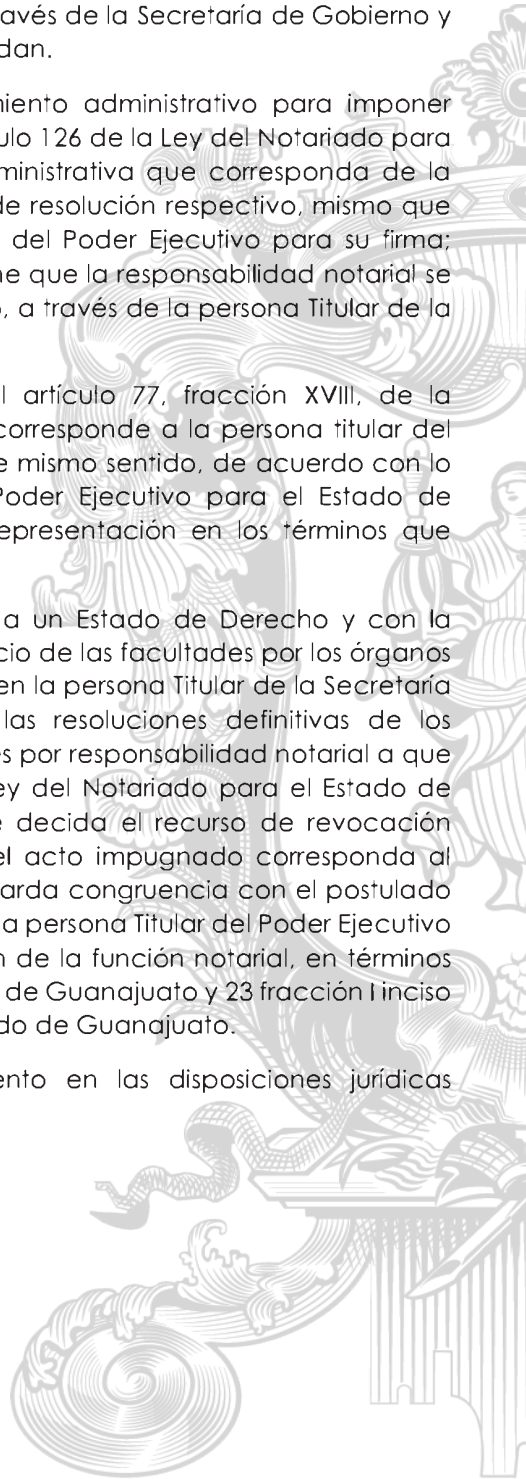 avés de la Secretaría de Gobierno y
dan.
niento administrativo para imponer
ulo 126 de la Ley del Notariado para
ministrativa que corresponda de la
de resolución respectivo, mismo que
del Poder Ejecutivo para su firma;
ne que la responsabilidad notarial se
o, a través de la persona Titular de la
l artículo 77, fracción XVIII, de la
corresponde a la persona titular del
e mismo sentido, de acuerdo con lo
Poder Ejecutivo para el Estado de
epresentación en los términos que
a un Estado de Derecho y con la
cio de las facultades por los órganos
en la persona Titular de la Secretaría
las resoluciones definitivas de los
es por responsabilidad notarial a que
ey del Notariado para el Estado de
e decida el recurso de revocación
el acto impugnado corresponda al
arda congruencia con el postulado
a persona Titular del Poder Ejecutivo
n de la función notarial, en términos
de Guanajuato y 23 fracción I inciso
do de Guanajuato.
ento en las disposiciones jurídicas